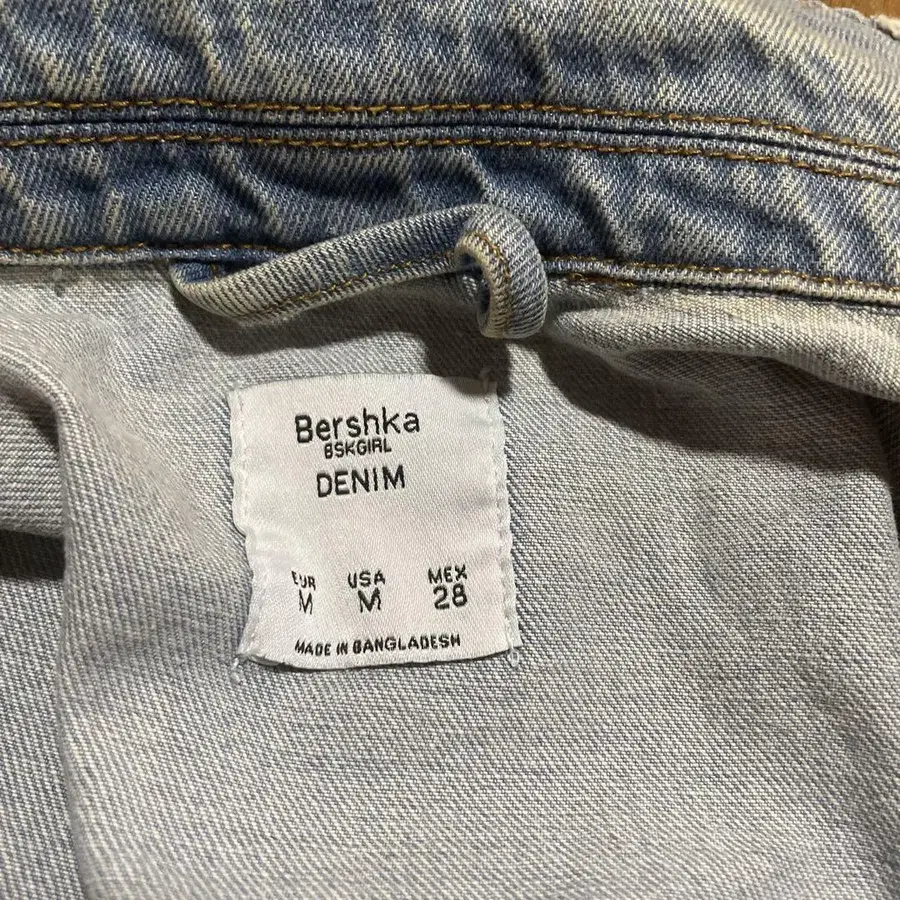 Bershka
BSKGIRL
DENIM
EUR USA MEX
M M 28
MADE IN BANGLADESH